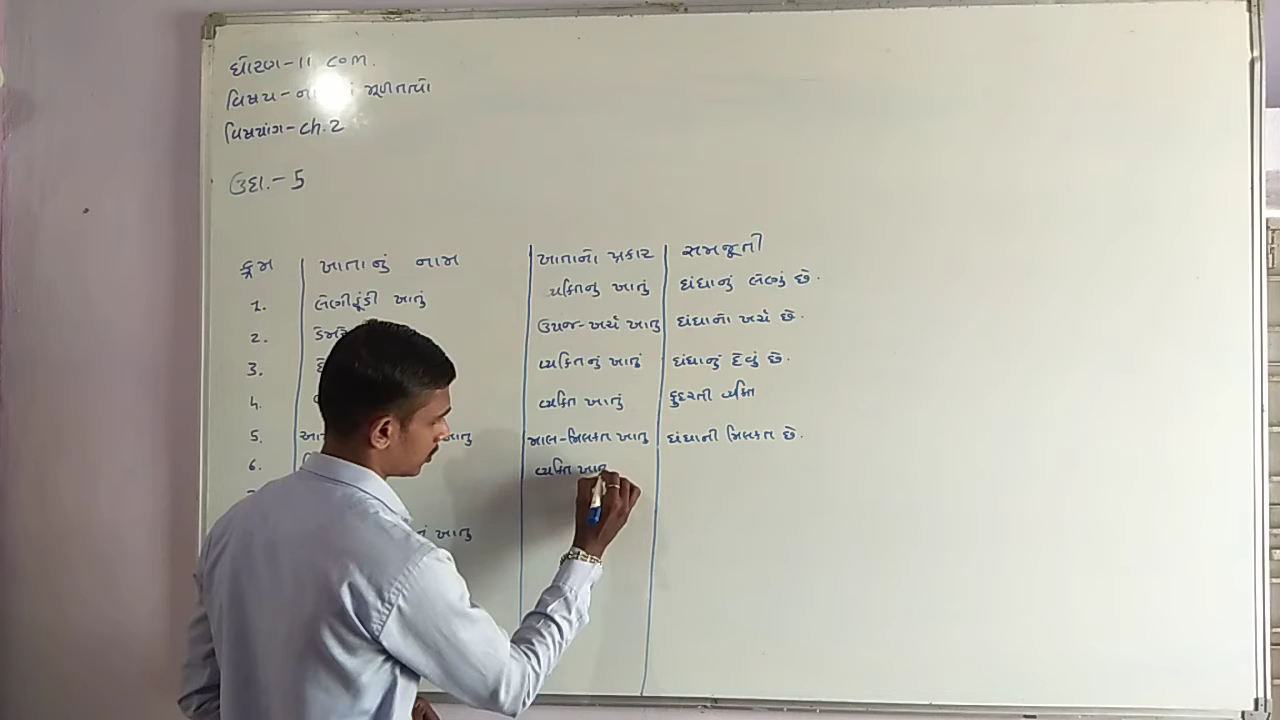 ધોરણ-11 COM.
વિષય- મૂળતત્વો
વિષયાંગ-ch.2
ઉદા.-5
ક્રમ ખાતાનું નામ ખાતાનો પ્રકાર સમજૂતી
1. લેણીહૂંડી ખાતું વ્યક્તિનું ખાતું ધંધાનું લેણું છે.
2. ઉપજ-ખર્ચ ખાતુ ધંધાનો ખર્ચ છે.
3. વ્યક્તિનું ખાતું ધંધાનું દેવું છે.
4. વ્યક્તિ ખાતું કુદરતી વ્યક્તિ
5. ખાતુ માલ-મિલકત ખાતુ ધંધાની મિલકત છે.
6. વ્યક્તિ ખાતુ
ખાતુ